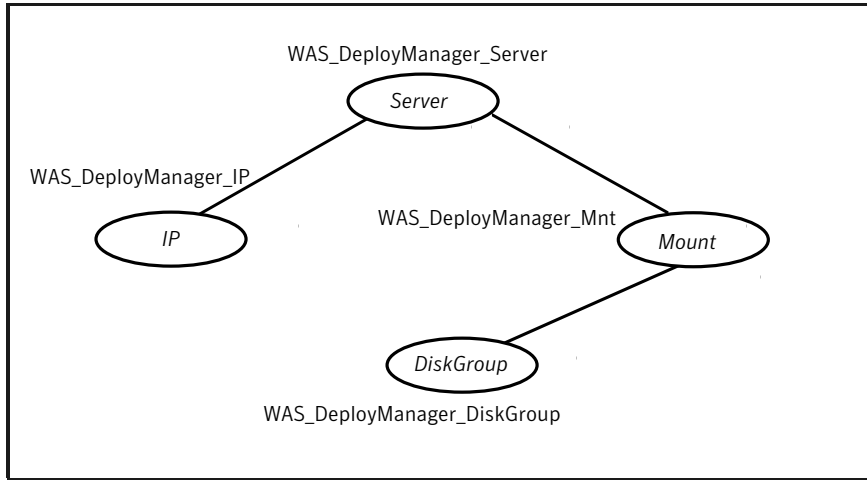 WAS_DeployManager_Server
Server
WAS_DeployManager_IP
IP
WAS_DeployManager_Mnt
Mount
DiskGroup
WAS_DeployManager_DiskGroup